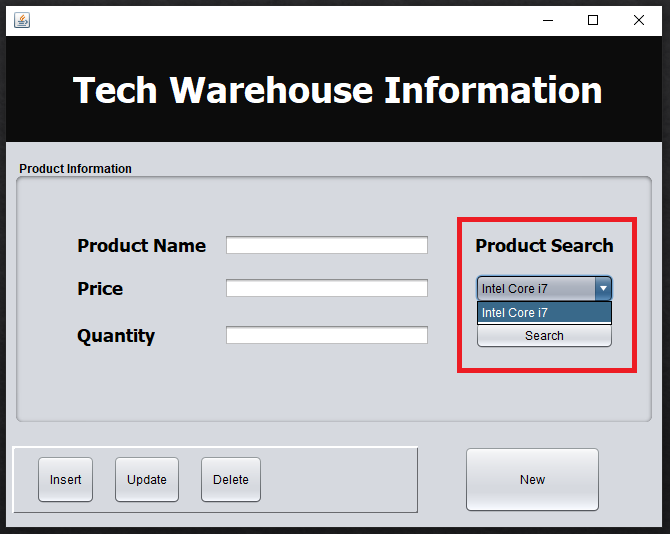 Tech Warehouse Information
Product Information
Product Name
Price
Quantity
Product Search
Intel Core i7
Intel Core i7
Search
Insert
Update
Delete
New